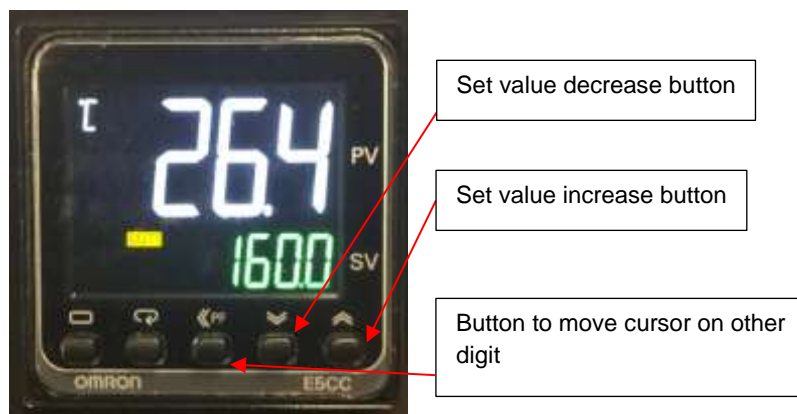 Set value decrease button
26.4
PV
Set value increase button
160.0
SV
PF
Button to move cursor on other
digit
OMRON
E5CC